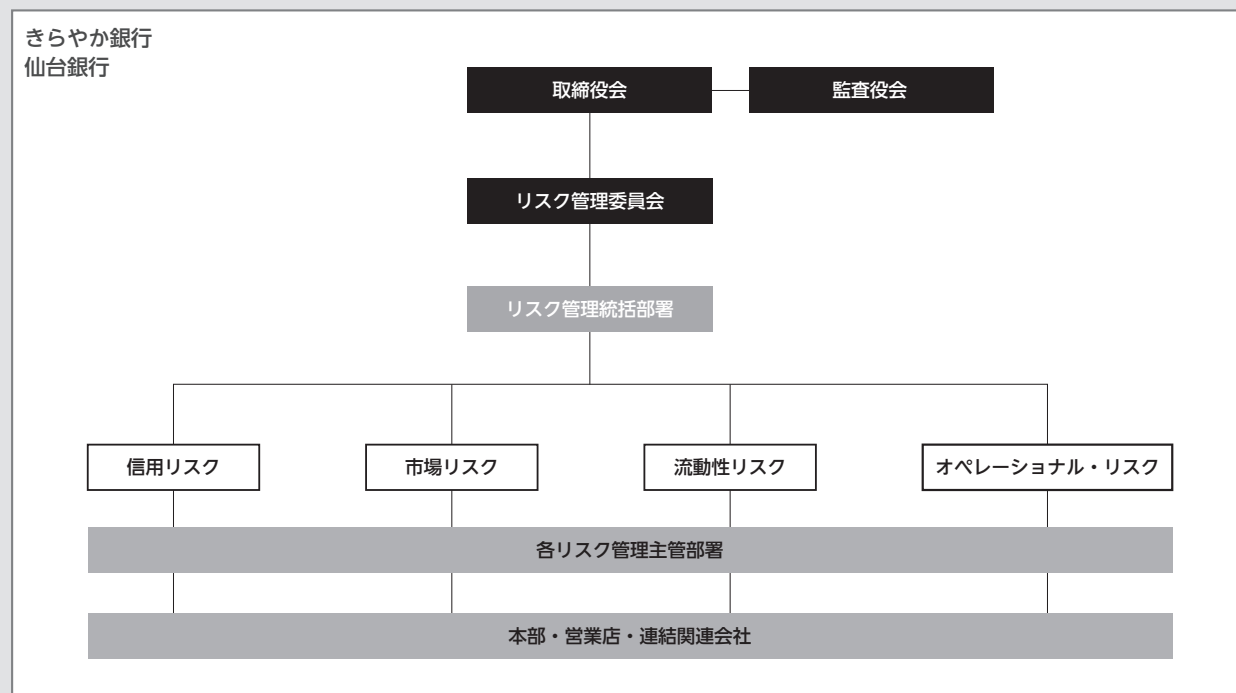 きらやか銀行
仙台銀行
取締役会
監査役会
リスク管理委員会
リスク管理統括部署
信用リスク
市場リスク
流動性リスク
オペレーショナル・リスク
各リスク管理主管部署
本部・営業店・連結関連会社